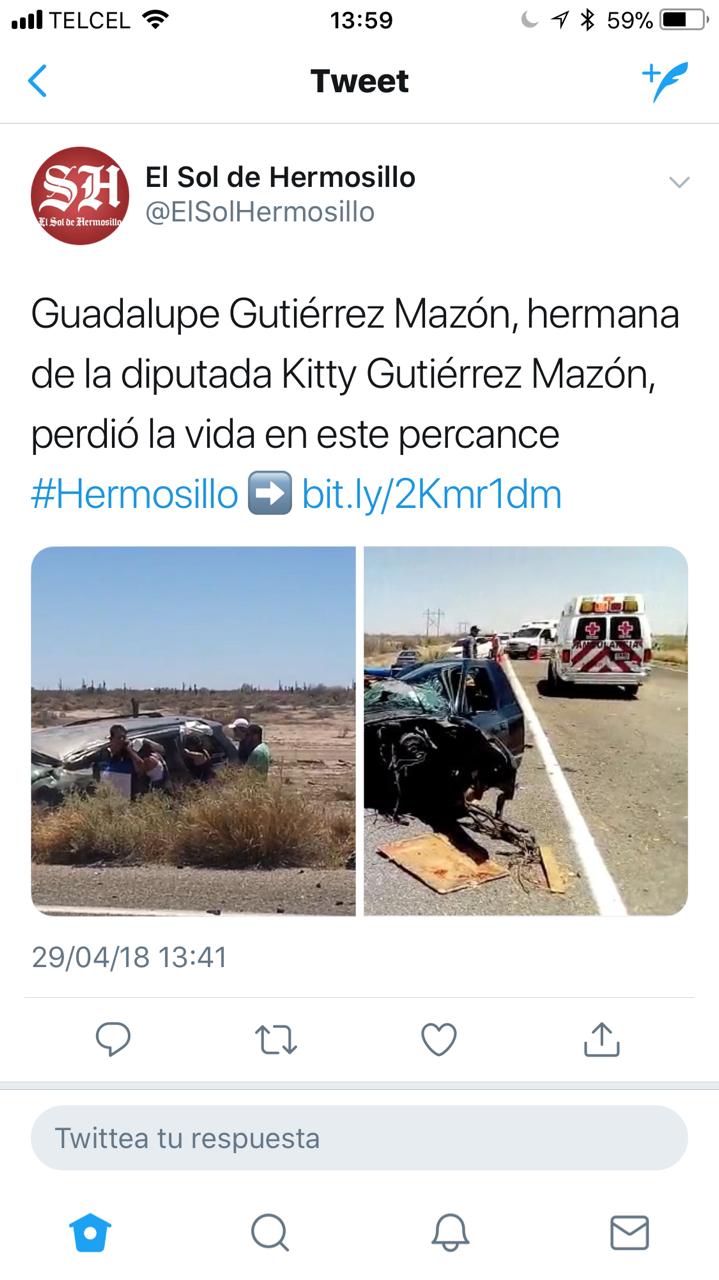 TELCEL 13:59 59%
Tweet
SH
El Sol de Hermosillo
El Sol de Hermosillo
@ElSolHermosillo
Guadalupe Gutiérrez Mazón, hermana
de la diputada Kitty Gutiérrez Mazón,
perdió la vida en este percance
#Hermosillo ➡️ bit.ly/2Kmr1dm
AMBULANCIA
29/04/18 13:41
Twittea tu respuesta